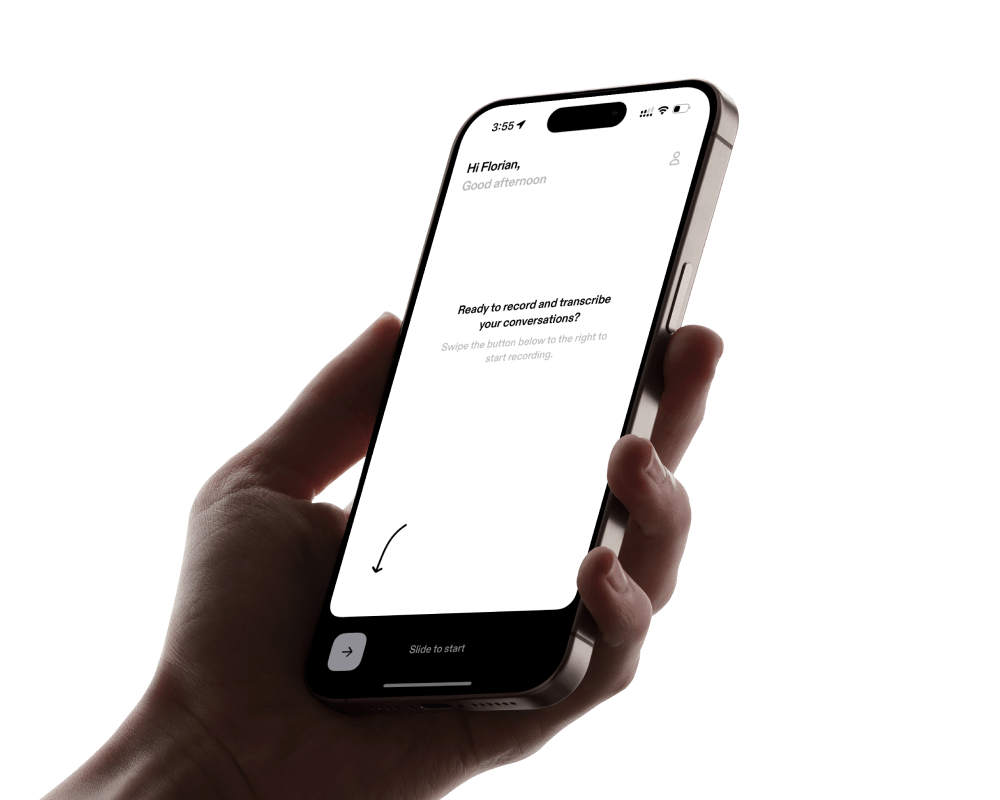 3:55
Hi Florian,
Good afternoon
Ready to record and transcribe
your conversations?
Swipe the button below to the right to
start recording.
Slide to start